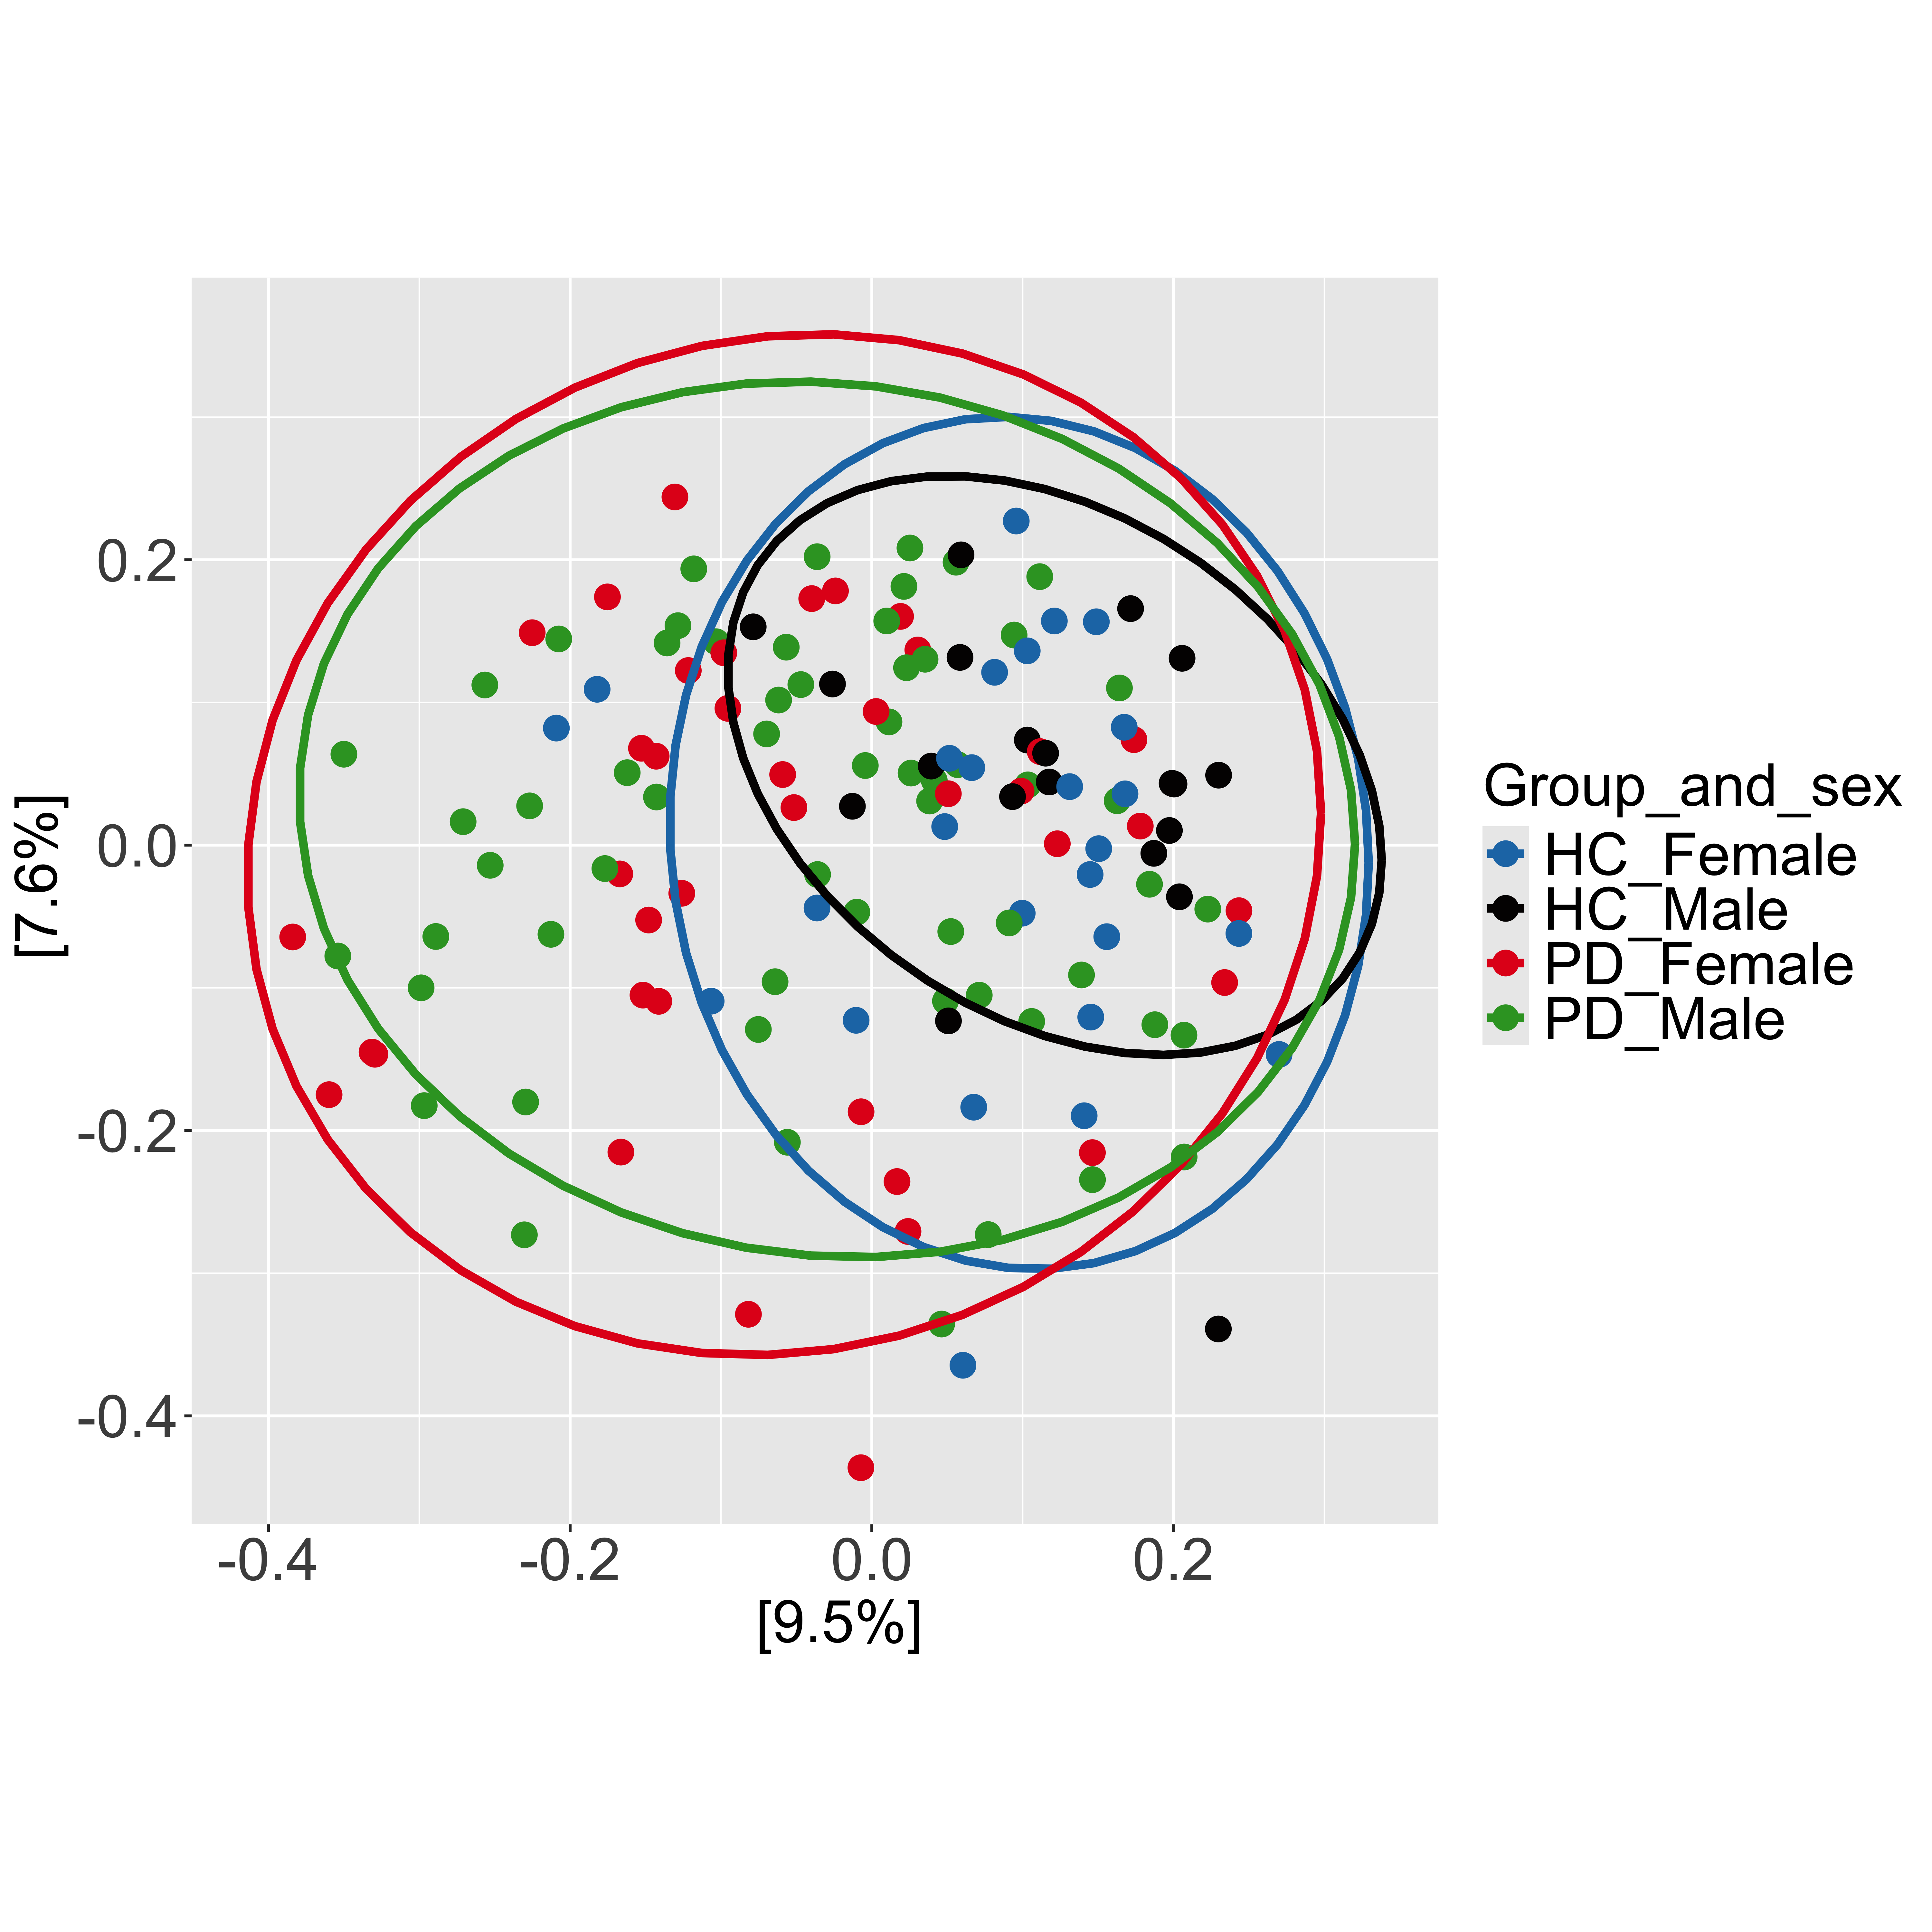 0.2
0.0
-0.2
-0.4
[7.6%]
-0.4
-0.2
0.0
0.2
[9.5%]
Group_and_sex
HC_Female
HC_Male
PD_Female
PD_Male